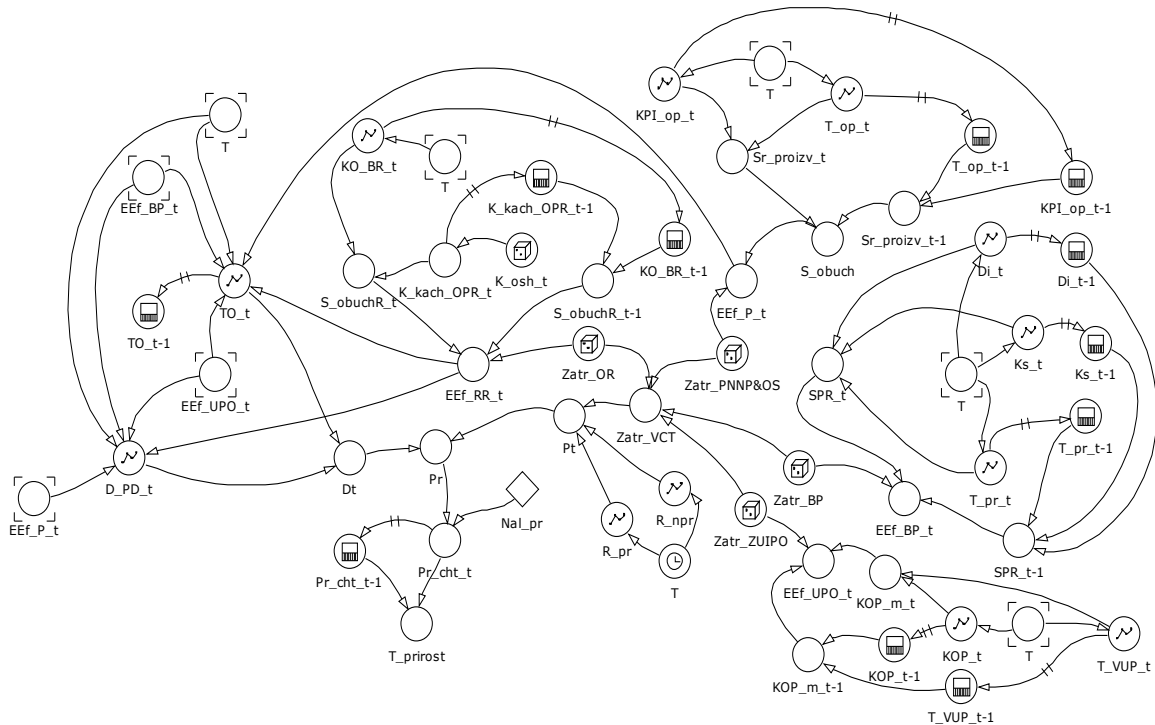 KPI_op_t
T
T_op_t
T
KO_BR_t
T
Sr_proizv_t
T_op_t-1
EEf_BP_t
K_kach_OPR_t-1
KPI_op_t-1
Sr_proizv_t-1
KO_BR_t-1
S_obuch
Di_t
Di_t-1
S_obuchR_t
K_kach_OPR_t
K_osh_t
S_obuchR_t-1
EEf_P_t
TO_t
TO_t-1
Ks_t
Ks_t-1
Zatr_OR
Zatr_PNNP&OS
SPR_t
T
EEf_UPO_t
EEf_RR_t
Zatr_VCT
Pt
T_pr_t-1
D_PD_t
Dt
Pr
Zatr_BP
T_pr_t
EEf_P_t
Nal_pr
R_npr
EEf_BP_t
R_pr
Zatr_ZUIPO
Pr_cht_t-1
Pr_cht_t
T
SPR_t-1
EEf_UPO_t
KOP_m_t
T_prirost
KOP_m_t-1
KOP_t-1
KOP_t
T
T_VUP_t
T_VUP_t-1